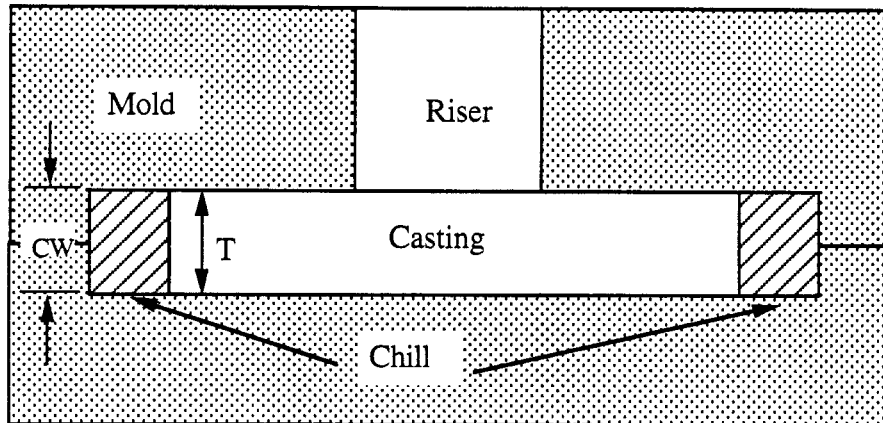 Mold
Riser
CW
T
Casting
Chill